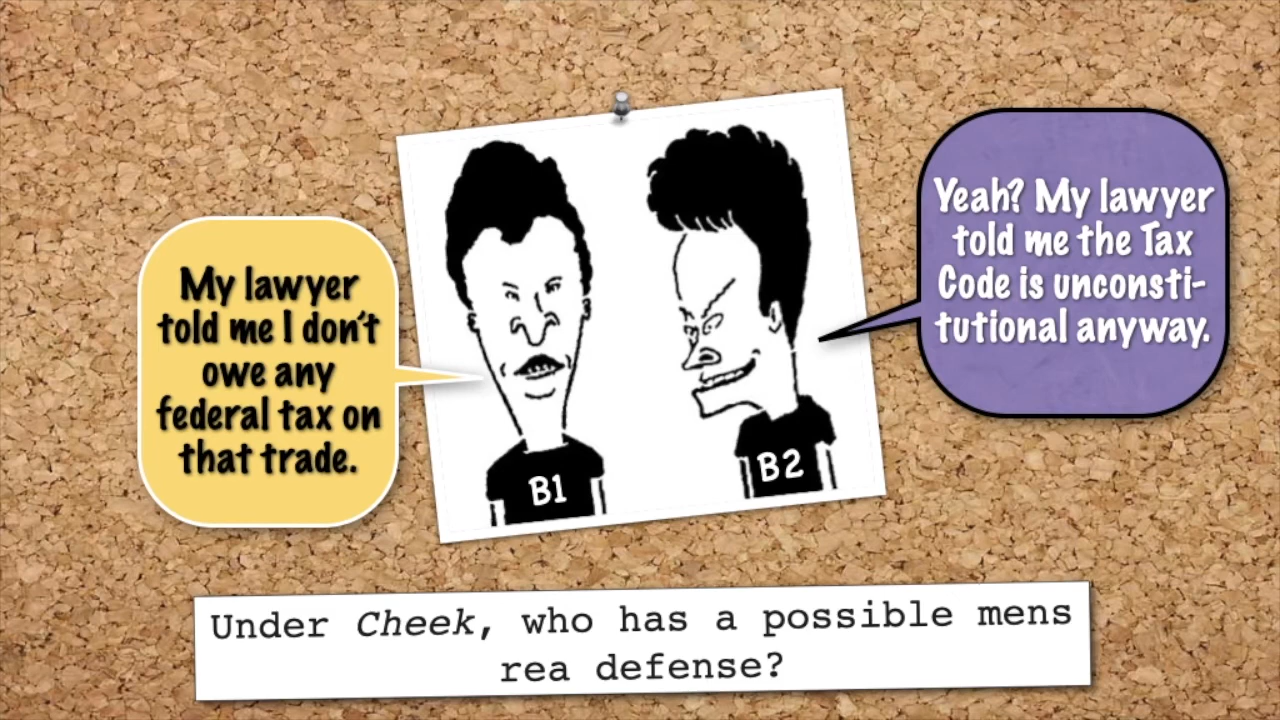 My lawyer
told me I don't
owe any
federal tax on
that trade.
Yeah? My lawyer
told me the Tax
Code is unconsti-
tutional anyway.
B1
B2
Under Cheek, who has a possible mens
rea defense?